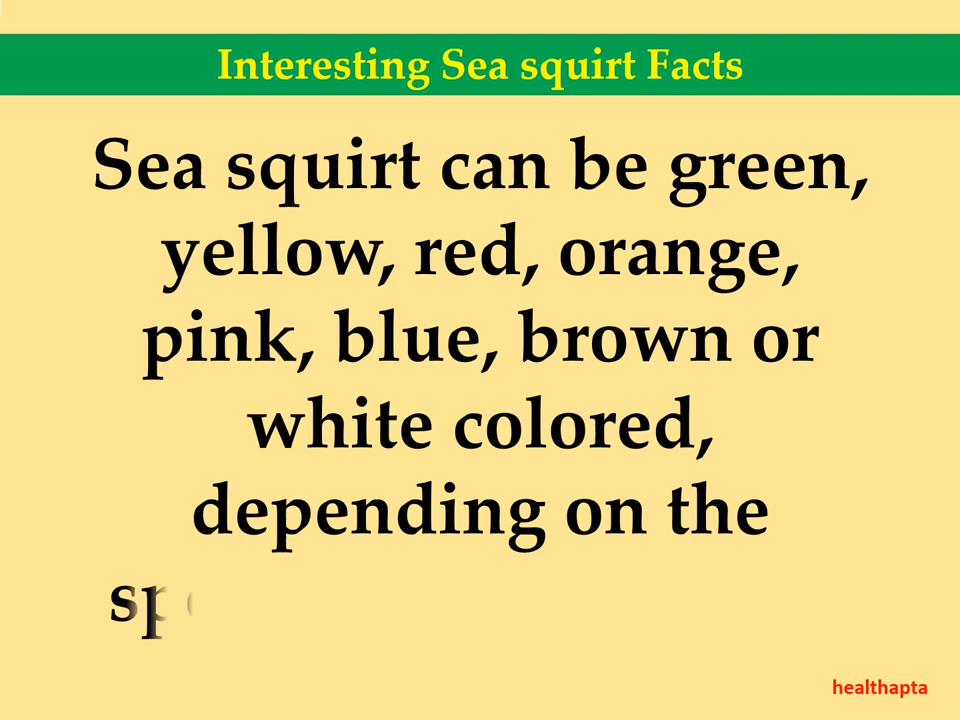 Interesting Sea squirt Facts
Sea squirt can be green,
yellow, red, orange,
pink, blue, brown or
white colored,
depending on the
healthapta